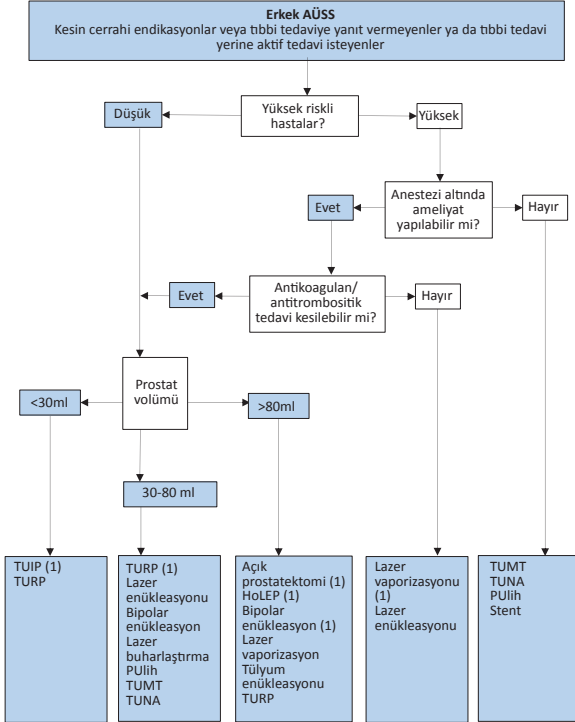 Erkek AÜSS
Kesin cerrahi endikasyonlar veya tıbbi tedaviye yanıt vermeyenler ya da tıbbi tedavi
yerine aktif tedavi isteyenler
Düşük
Yüksek riskli
hastalar?
Yüksek
Evet
Anestezi altında
ameliyat
yapılabilir mi?
Hayır
Evet
Antikoagulan/
antitrombositik
tedavi kesilebilir mi?
Hayır
<30ml
Prostat
volümü
>80ml
30-80 ml
TUIP (1)
TURP
TURP (1)
Lazer
enükleasyonu
Bipolar
enükleasyon
Lazer
buharlaştırma
PUlih
TUMT
TUNA
Açık
prostatektomi (1)
HoLEP (1)
Bipolar
enükleasyon (1)
Lazer
vaporizasyon
Tülyum
enükleasyonu
TURP
Lazer
vaporizasyonu
(1)
Lazer
enükleasyonu
TUMT
TUNA
PUlih
Stent